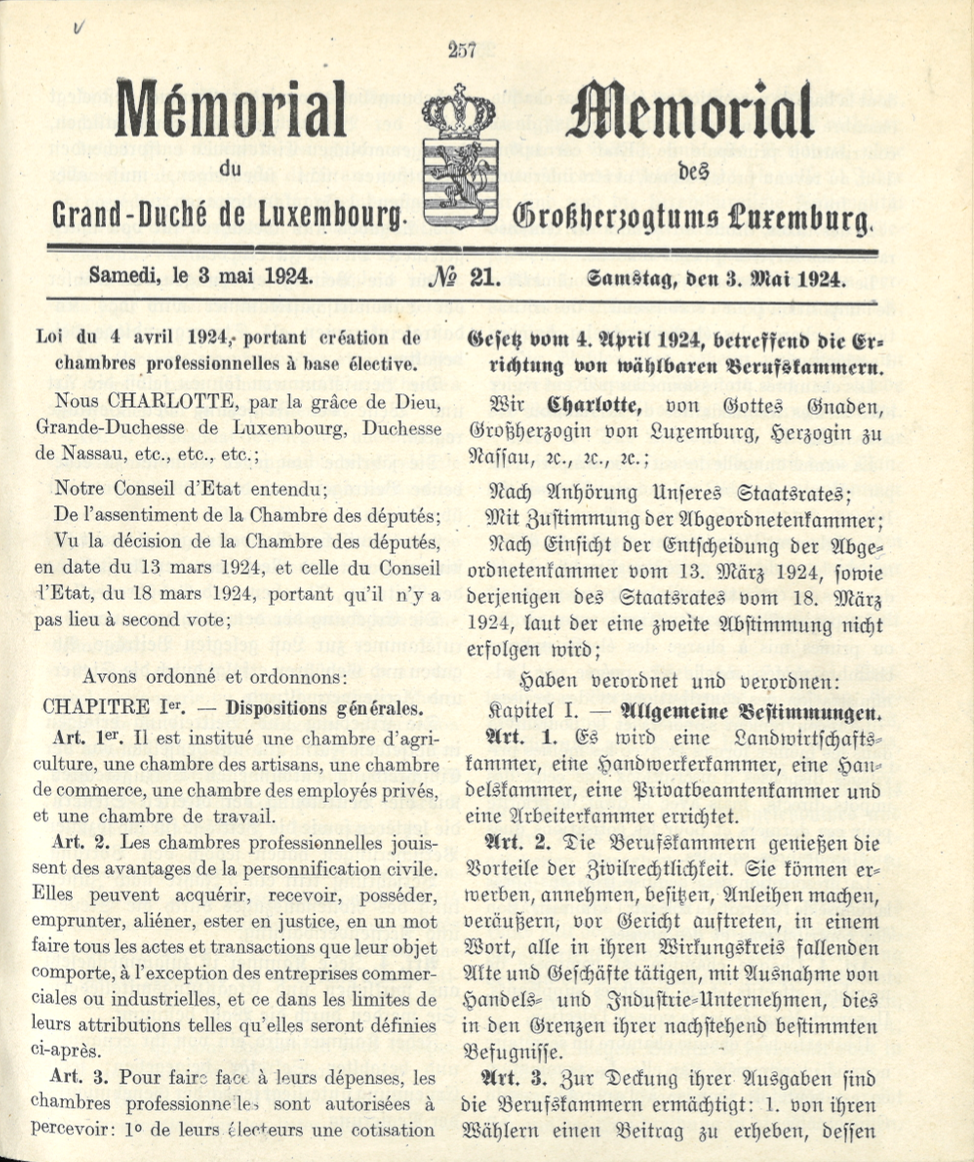 257
Mémorial
du
Grand-Duché de Luxembourg.
Memorial
des
Großherzogtums Luxemburg.
Samedi, le 3 mai 1924.
№ 21.
Samstag, den 3. Mai 1924.
Loi du 4 avril 1924, portant création de
chambres professionnelles à base élective.
Nous CHARLOTTE, par la grâce de Dieu,
Grande-Duchesse de Luxembourg, Duchesse
de Nassau, etc., etc., etc.;
Notre Conseil d'Etat entendu;
De l'assentiment de la Chambre des députés;
Vu la décision de la Chambre des députés,
en date du 13 mars 1924, et celle du Conseil
d'Etat, du 18 mars 1924, portant qu'il n'y a
pas lieu à second vote;
Avons ordonné et ordonnons:
CHAPITRE Ier. — Dispositions générales.
Art. 1er. Il est institué une chambre d'agri-
culture, une chambre des artisans, une chambre
de commerce, une chambre des employés privés,
et une chambre de travail.
Art. 2. Les chambres professionnelles jouis-
sent des avantages de la personnification civile.
Elles peuvent acquérir, recevoir, posséder,
emprunter, aliéner, ester en justice, en un mot
faire tous les actes et transactions que leur objet
comporte, à l'exception des entreprises commer-
ciales ou industrielles, et ce dans les limites de
leurs attributions telles qu'elles seront définies
ci-après.
Art. 3. Pour faire face à leurs dépenses, les
chambres professionnelles sont autorisées à
percevoir: 1o de leurs électeurs une cotisation
Gesetz vom 4. April 1924, betreffend die Er-
richtung von wählbaren Berufskammern.
Wir Charlotte, von Gottes Gnaden,
Großherzogin von Luxemburg, Herzogin zu
Nassau, ꝛc., ꝛc., ꝛc.;
Nach Anhörung Unseres Staatsrates;
Mit Zustimmung der Abgeordnetenkammer;
Nach Einsicht der Entscheidung der Abge-
ordnetenkammer vom 13. März 1924, sowie
derjenigen des Staatsrates vom 18. März
1924, laut der eine zweite Abstimmung nicht
erfolgen wird;
Haben verordnet und verordnen:
Kapitel I. — Allgemeine Bestimmungen.
Art. 1. Es wird eine Landwirtschafts-
kammer, eine Handwerkerkammer, eine Han-
delskammer, eine Privatbeamtenkammer und
eine Arbeiterkammer errichtet.
Art. 2. Die Berufskammern genießen die
Vorteile der Zivilrechtlichkeit. Sie können er-
werben, annehmen, besitzen, Anleihen machen,
veräußern, vor Gericht auftreten, in einem
Wort, alle in ihren Wirkungskreis fallenden
Akte und Geschäfte tätigen, mit Ausnahme von
Handels- und Industrie-Unternehmen, dies
in den Grenzen ihrer nachstehend bestimmten
Befugnisse.
Art. 3. Zur Deckung ihrer Ausgaben sind
die Berufskammern ermächtigt: 1. von ihren
Wählern einen Beitrag zu erheben, dessen